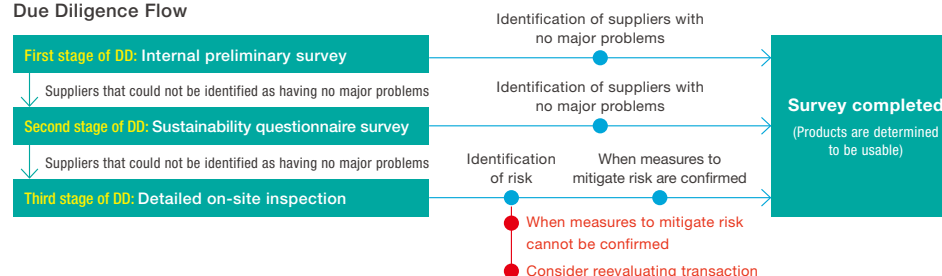 Due Diligence Flow
Identification of suppliers with
no major problems
First stage of DD: Internal preliminary survey
Suppliers that could not be identified as having no major problems
Identification of suppliers with
no major problems
Second stage of DD: Sustainability questionnaire survey
Survey completed
(Products are determined
to be usable)
Suppliers that could not be identified as having no major problems
Identification
of risk
When measures to
mitigate risk are confirmed
Third stage of DD: Detailed on-site inspection
When measures to mitigate risk
cannot be confirmed
Consider reevaluating transaction